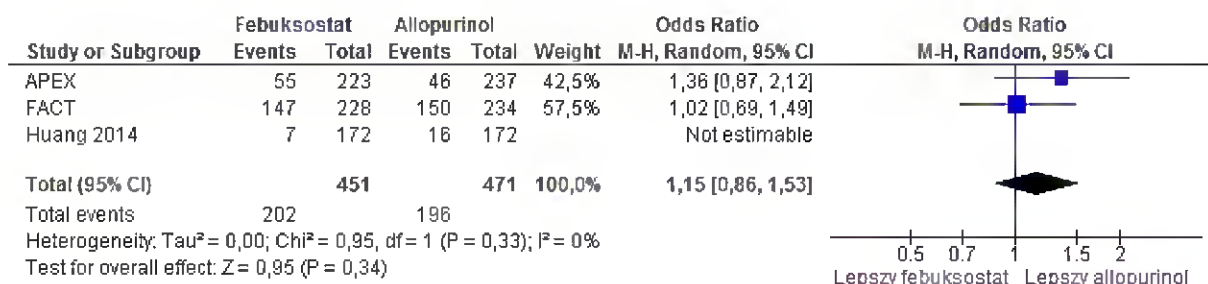 Febuksostat Allopurinol Odds Ratio Odds Ratio
Study or Subgroup Events Total Events Total Weight M-H, Random, 95% CI M-H, Random, 95% CI
APEX 55 223 46 237 42,5% 1,36 [0,87, 2,12]
FACT 147 228 150 234 57,5% 1,02 [0,69, 1,49]
Huang 2014 7 172 16 172 Not estimable
Total (95% CI) 451 471 100,0% 1,15 [0,86, 1,53]
Total events 202 196
Heterogeneity: Tau² = 0,00; Chi² = 0,95, df = 1 (P = 0,33); I² = 0%
Test for overall effect: Z = 0,95 (P = 0,34)
0.5 0.7 1 1.5 2
Lepszy febuksostat Lepszy allopurinol